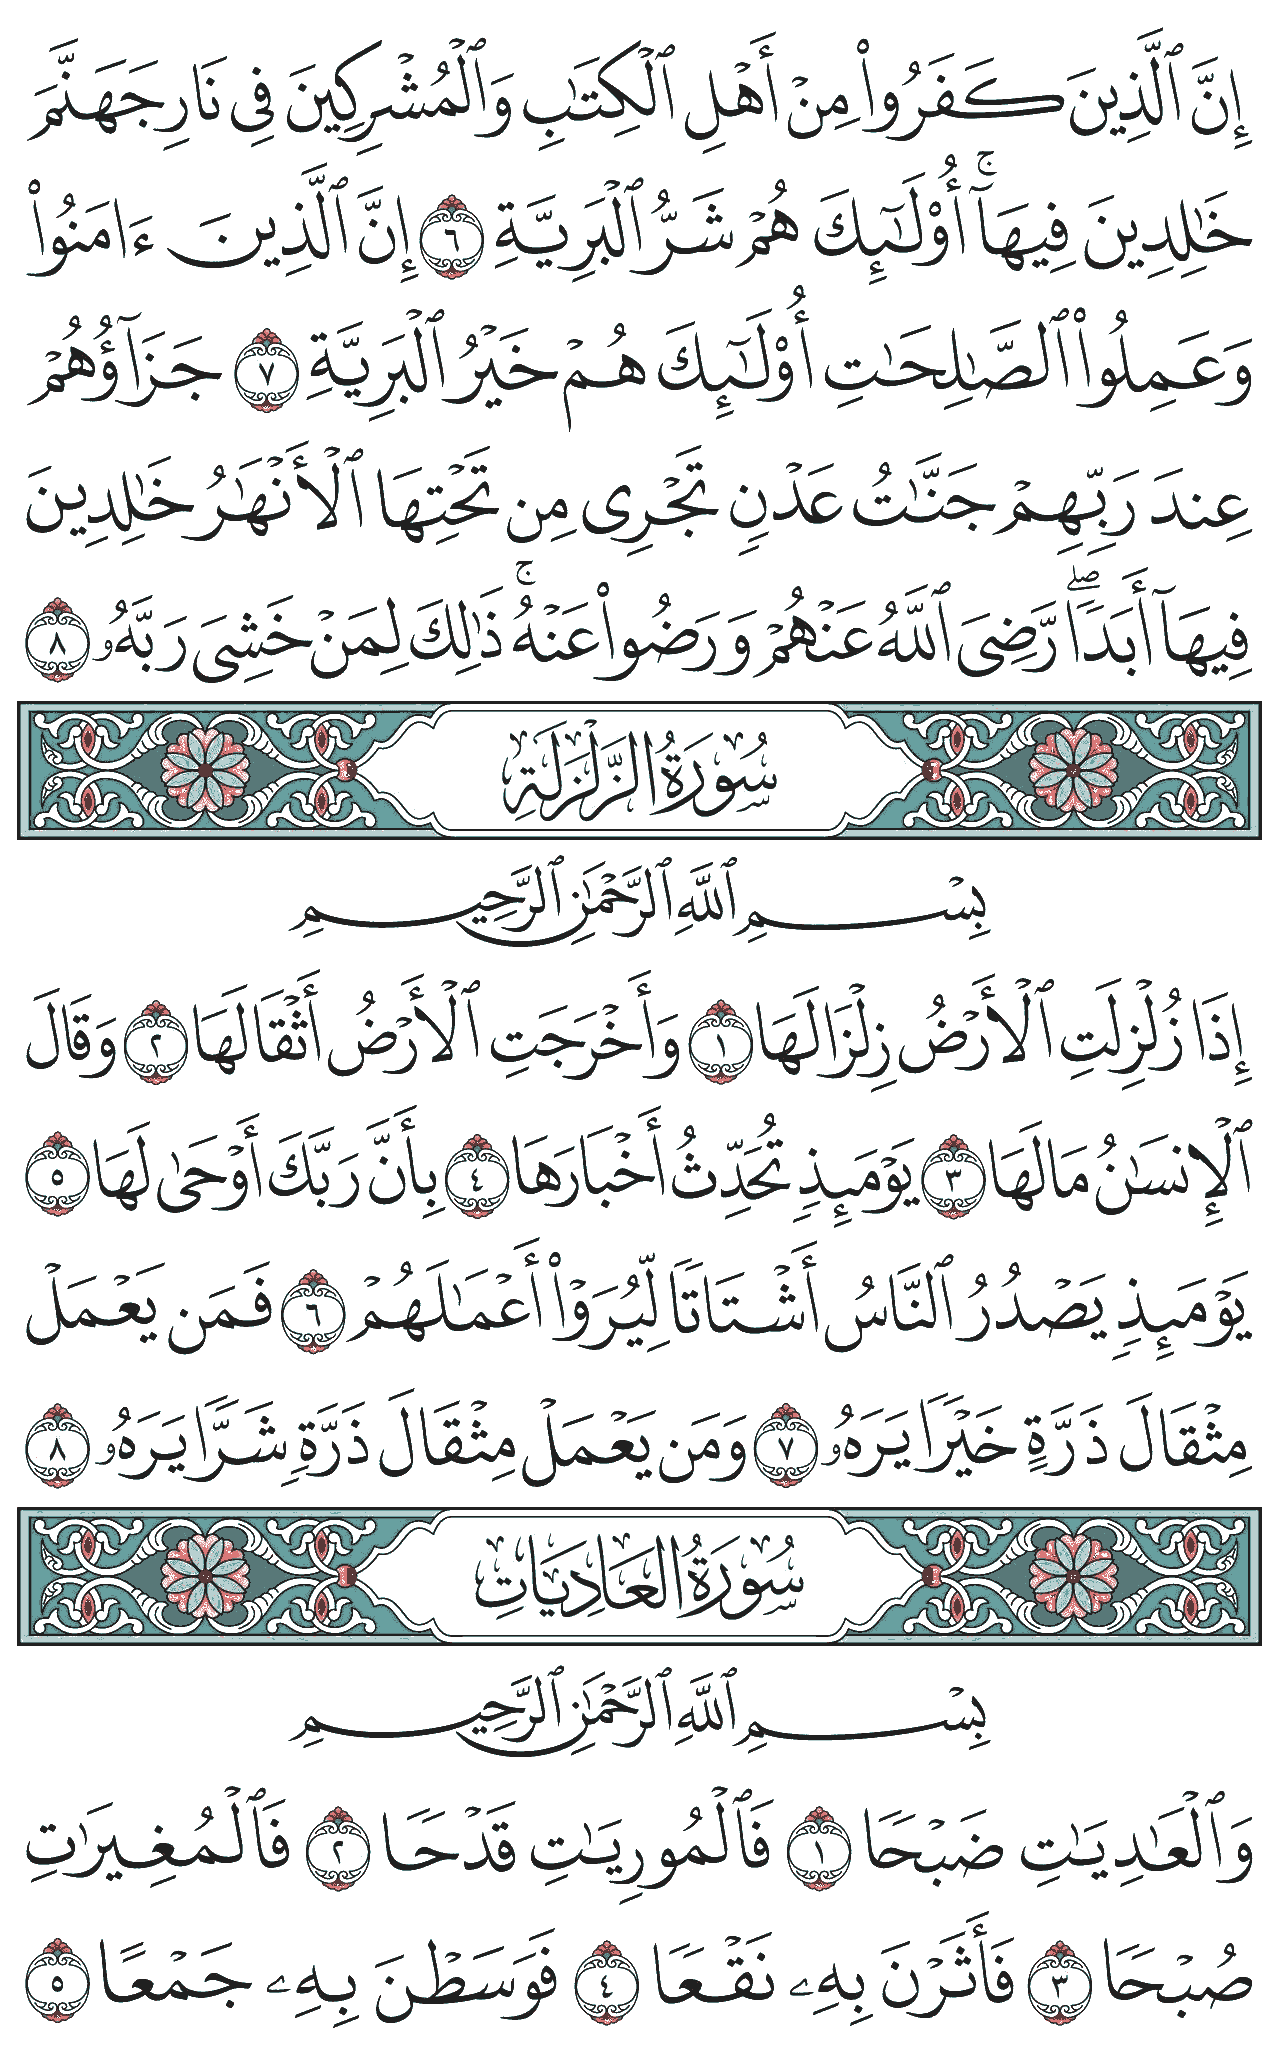 إِنَّ ٱلَّذِينَ كَفَرُوا۟ مِنْ أَهْلِ ٱلْكِتَٰبِ وَٱلْمُشْرِكِينَ فِى نَارِ جَهَنَّمَ
خَٰلِدِينَ فِيهَآ ۚ أُو۟لَٰٓئِكَ هُمْ شَرُّ ٱلْبَرِيَّةِ ٦ إِنَّ ٱلَّذِينَ ءَامَنُوا۟
وَعَمِلُوا۟ ٱلصَّٰلِحَٰتِ أُو۟لَٰٓئِكَ هُمْ خَيْرُ ٱلْبَرِيَّةِ ٧ جَزَآؤُهُمْ
عِندَ رَبِّهِمْ جَنَّٰتُ عَدْنٍ تَجْرِى مِن تَحْتِهَا ٱلْأَنْهَٰرُ خَٰلِدِينَ
فِيهَآ أَبَدًا ۖ رَّضِىَ ٱللَّهُ عَنْهُمْ وَرَضُوا۟ عَنْهُ ۚ ذَٰلِكَ لِمَنْ خَشِىَ رَبَّهُۥ ٨
سُورَةُ الزَّلْزَلَةِ
بِسْمِ ٱللَّهِ ٱلرَّحْمَٰنِ ٱلرَّحِيمِ
إِذَا زُلْزِلَتِ ٱلْأَرْضُ زِلْزَالَهَا ١ وَأَخْرَجَتِ ٱلْأَرْضُ أَثْقَالَهَا ٢ وَقَالَ
ٱلْإِنسَٰنُ مَا لَهَا ٣ يَوْمَئِذٍ تُحَدِّثُ أَخْبَارَهَا ٤ بِأَنَّ رَبَّكَ أَوْحَىٰ لَهَا ٥
يَوْمَئِذٍ يَصْدُرُ ٱلنَّاسُ أَشْتَاتًا لِّيُرَوْا۟ أَعْمَٰلَهُمْ ٦ فَمَن يَعْمَلْ
مِثْقَالَ ذَرَّةٍ خَيْرًا يَرَهُۥ ٧ وَمَن يَعْمَلْ مِثْقَالَ ذَرَّةٍ شَرًّا يَرَهُۥ ٨
سُورَةُ العَادِيَاتِ
بِسْمِ ٱللَّهِ ٱلرَّحْمَٰنِ ٱلرَّحِيمِ
وَٱلْعَٰدِيَٰتِ ضَبْحًا ١ فَٱلْمُورِيَٰتِ قَدْحًا ٢ فَٱلْمُغِيرَٰتِ
صُبْحًا ٣ فَأَثَرْنَ بِهِۦ نَقْعًا ٤ فَوَسَطْنَ بِهِۦ جَمْعًا ٥